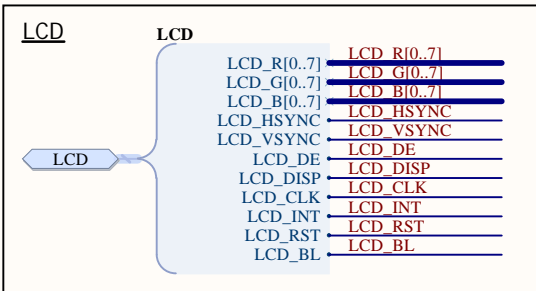 LCD
LCD
LCD_R[0..7] LCD_R[0..7]
LCD_G[0..7] LCD_G[0..7]
LCD_B[0..7] LCD_B[0..7]
LCD_HSYNC LCD_HSYNC
LCD_VSYNC LCD_VSYNC
LCD LCD_DE LCD_DE
LCD_DISP LCD_DISP
LCD_CLK LCD_CLK
LCD_INT LCD_INT
LCD_RST LCD_RST
LCD_BL LCD_BL